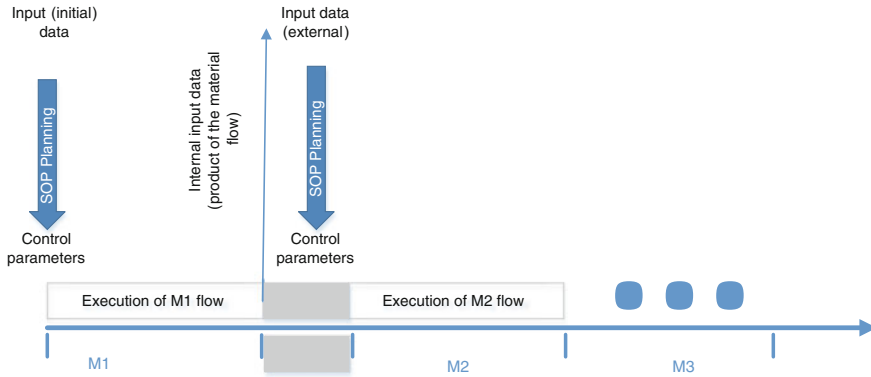 Input (initial)
data
SOP Planning
Control
parameters
Internal input data
(product of the material
flow)
Input data
(external)
SOP Planning
Control
parameters
Execution of M1 flow
Execution of M2 flow
M1
M2
M3